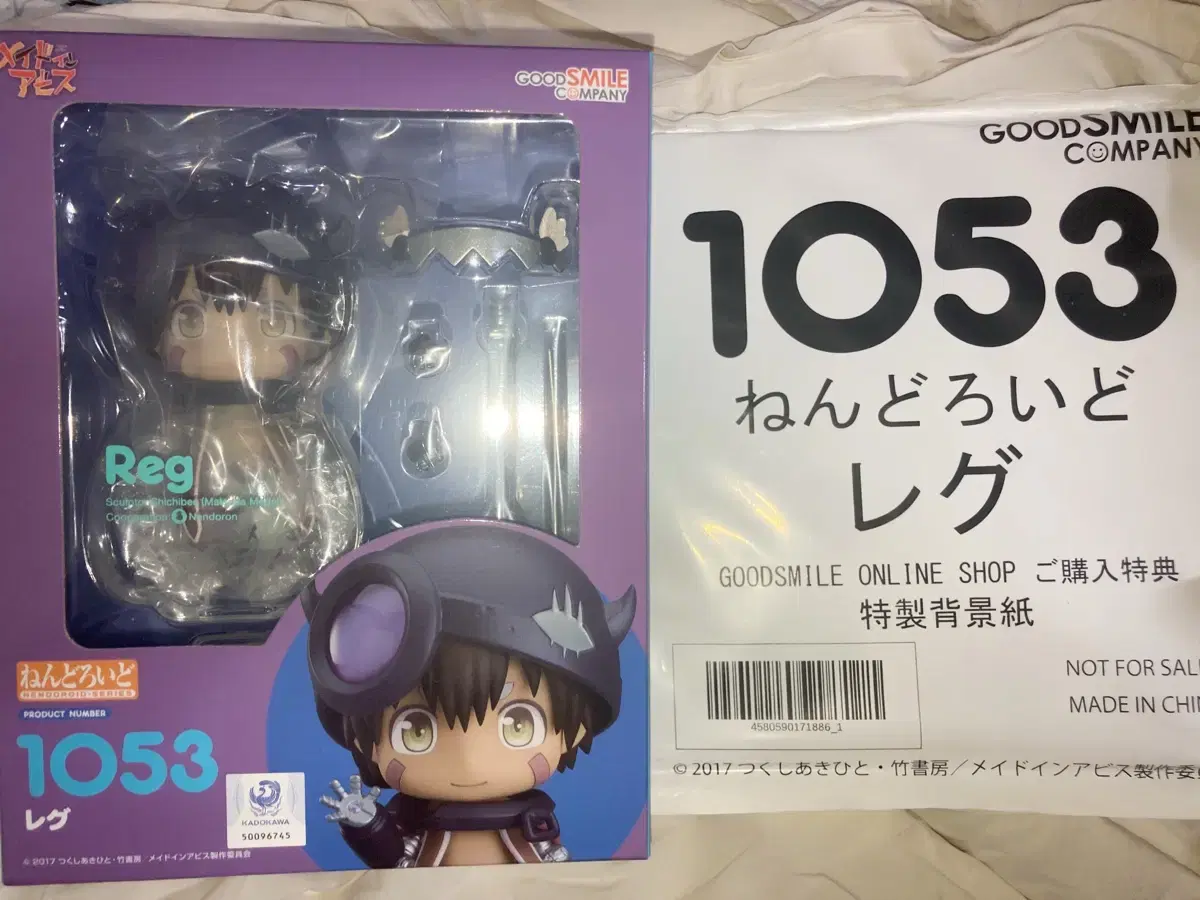 メイドイン
アビス
GOODSMILE
COMPANY
Reg
Sculptor Shichibee
Nendoron
ねんどろいど
NENDOROID-SERIES
PRODUCT NUMBER
1053
レグ
KADOKAWA
50096745
© 2017 つくしあきひと・竹書房／メイドインアビス製作委員会
GOODSMILE
COMPANY
1053
ねんどろいど
レグ
GOODSMILE ONLINE SHOP ご購入特典
特製背景紙
4580590171886_1
NOT FOR SAL
MADE IN CHIN
© 2017 つくしあきひと・竹書房／メイドインアビス製作委員